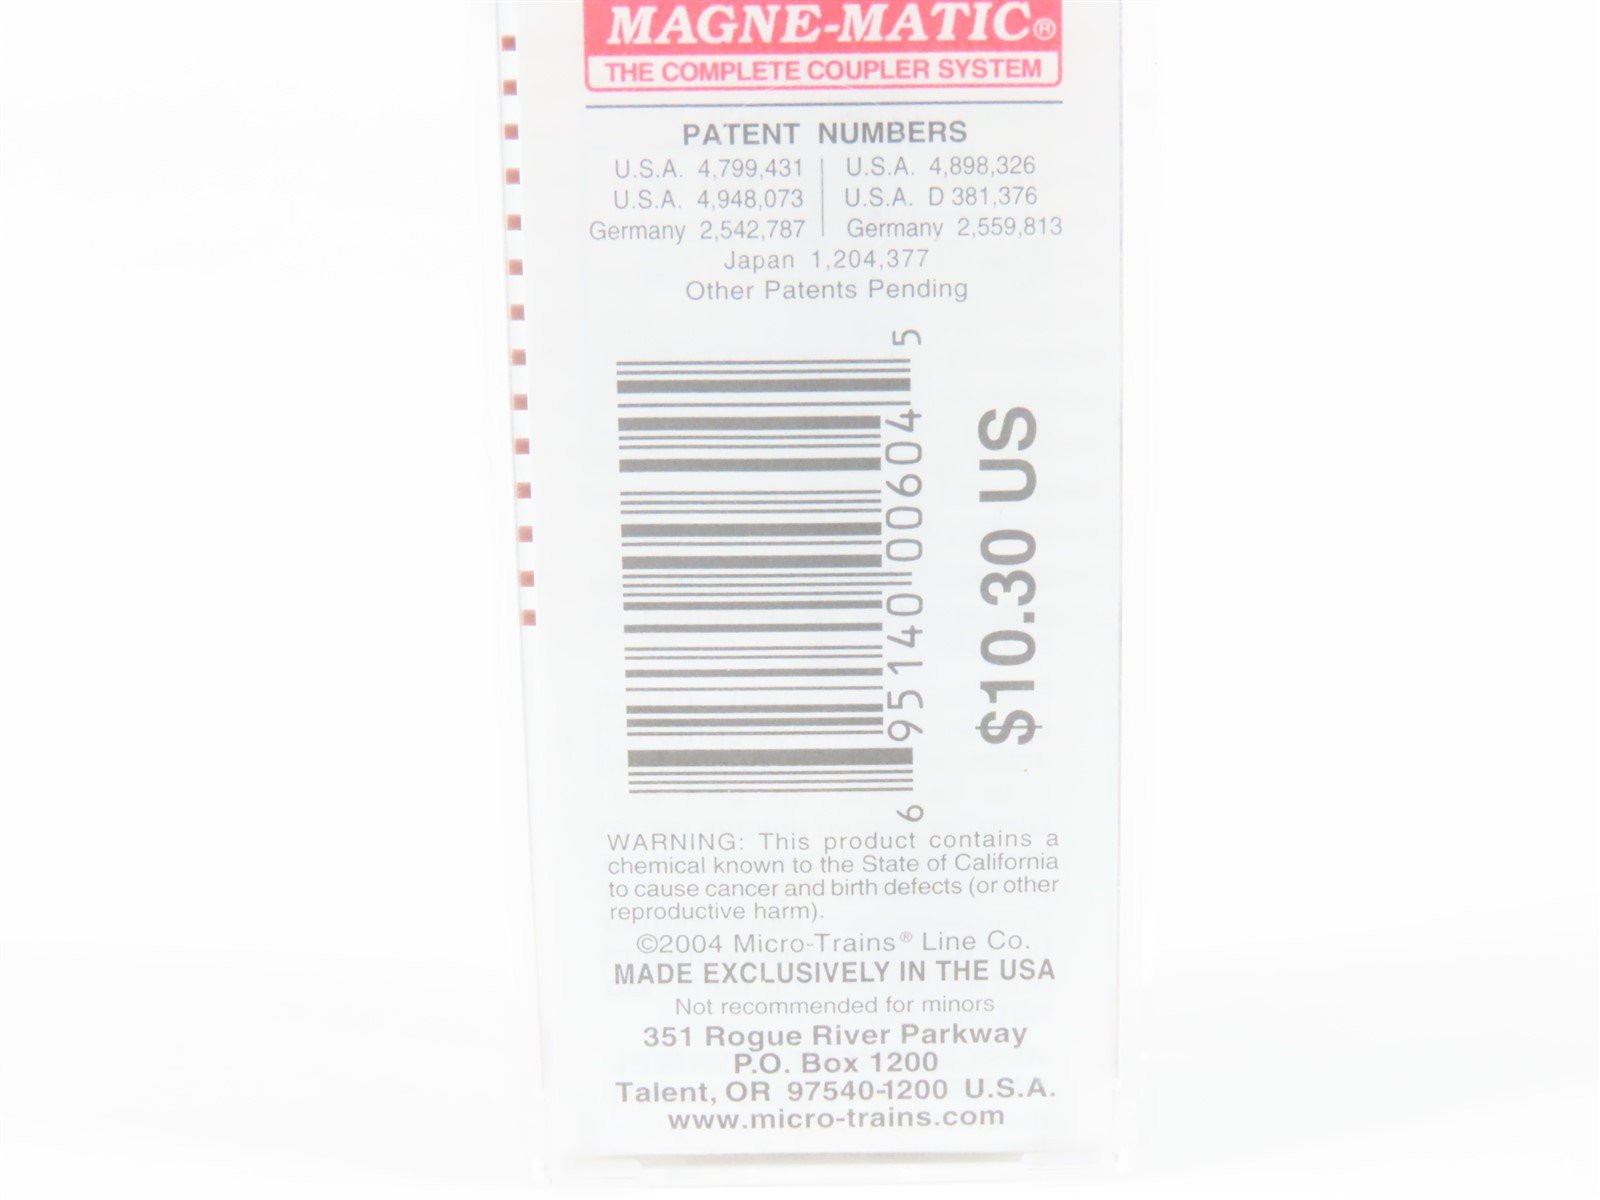 MAGNE-MATIC®
THE COMPLETE COUPLER SYSTEM
PATENT NUMBERS
U.S.A. 4,799,431 U.S.A. 4,898,326
U.S.A. 4,948,073 U.S.A. D 381,376
Germany 2,542,787 Germany 2,559,813
Japan 1,204,377
Other Patents Pending
6 95140 00604 5
$10.30 US
WARNING: This product contains a
chemical known to the State of California
to cause cancer and birth defects (or other
reproductive harm).
©2004 Micro-Trains® Line Co.
MADE EXCLUSIVELY IN THE USA
Not recommended for minors
351 Rogue River Parkway
P.O. Box 1200
Talent, OR 97540-1200 U.S.A.
www.micro-trains.com